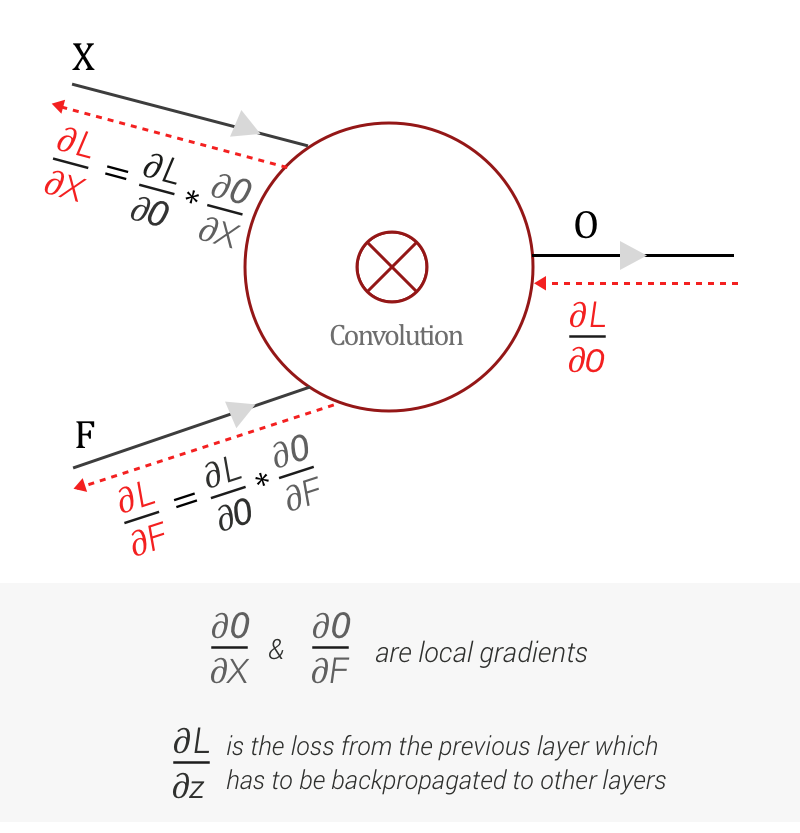 X
∂L/∂X = ∂L/∂O * ∂O/∂X
O
∂L/∂O
Convolution
F
∂L/∂F = ∂L/∂O * ∂O/∂F
∂O/∂X & ∂O/∂F are local gradients
∂L/∂z is the loss from the previous layer which
has to be backpropagated to other layers